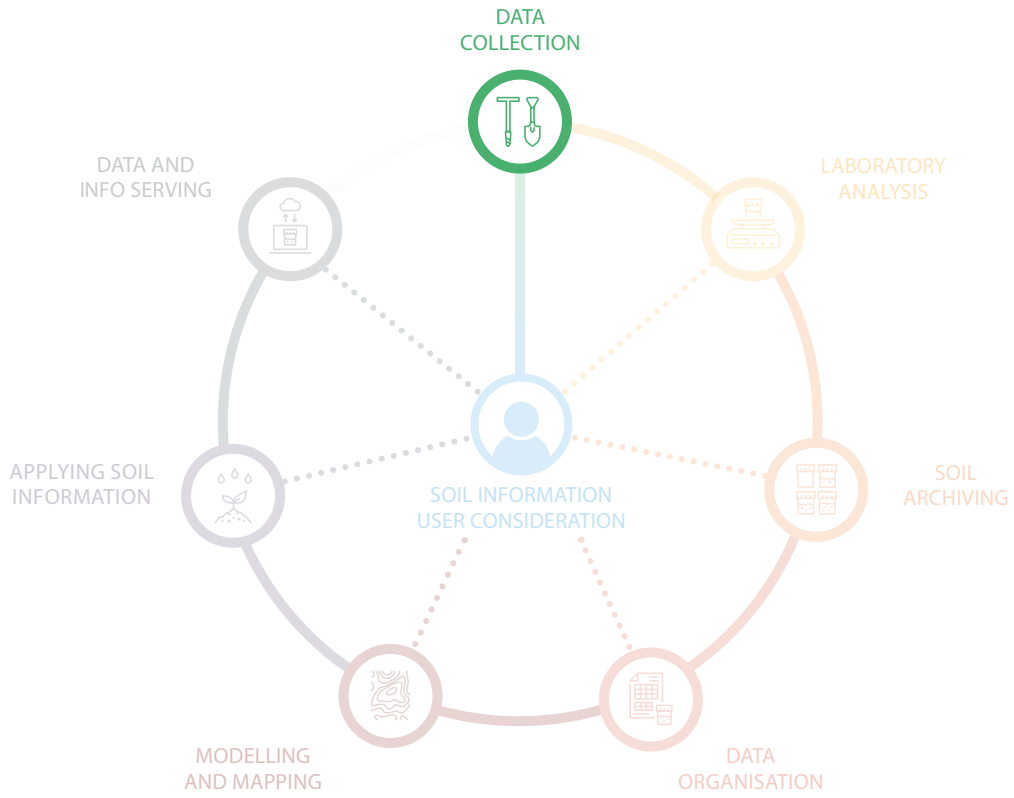 DATA
COLLECTION
LABORATORY
ANALYSIS
SOIL
ARCHIVING
DATA
ORGANISATION
MODELLING
AND MAPPING
APPLYING SOIL
INFORMATION
DATA AND
INFO SERVING
SOIL INFORMATION
USER CONSIDERATION